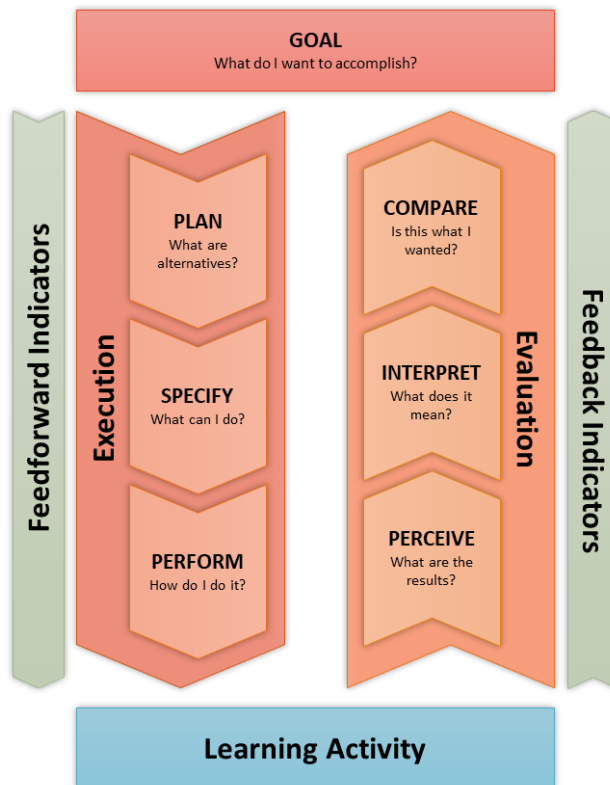 GOAL
What do I want to accomplish?
Feedforward Indicators
Execution
PLAN
What are
alternatives?
SPECIFY
What can I do?
PERFORM
How do I do it?
COMPARE
Is this what I
wanted?
INTERPRET
What does it
mean?
PERCEIVE
What are the
results?
Evaluation
Feedback Indicators
Learning Activity